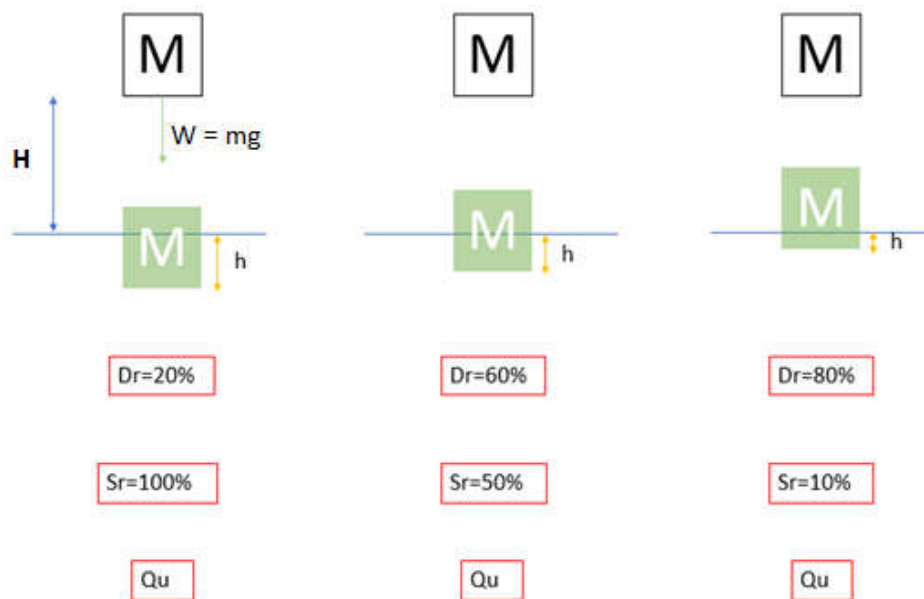 M M M
W = mg
H
M M M
h h h
Dr=20% Dr=60% Dr=80%
Sr=100% Sr=50% Sr=10%
Qu Qu Qu